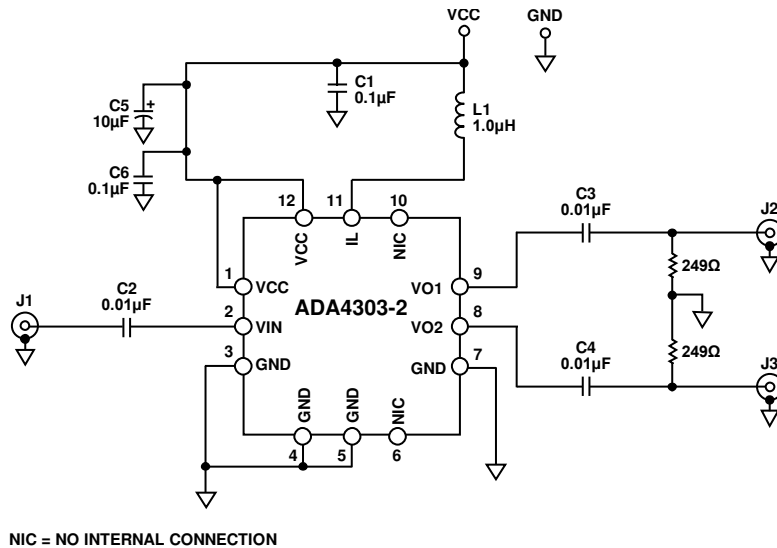 VCC
GND
C1
0.1µF
L1
1.0µH
C5
10µF
+
C6
0.1µF
12
11
10
VCC
IL
NIC
C3
0.01µF
J2
249Ω
1
VCC
VO1
9
ADA4303-2
J1
C2
0.01µF
2
VIN
VO2
8
3
GND
GND
7
C4
0.01µF
249Ω
J3
GND
GND
NIC
4
5
6
NIC = NO INTERNAL CONNECTION